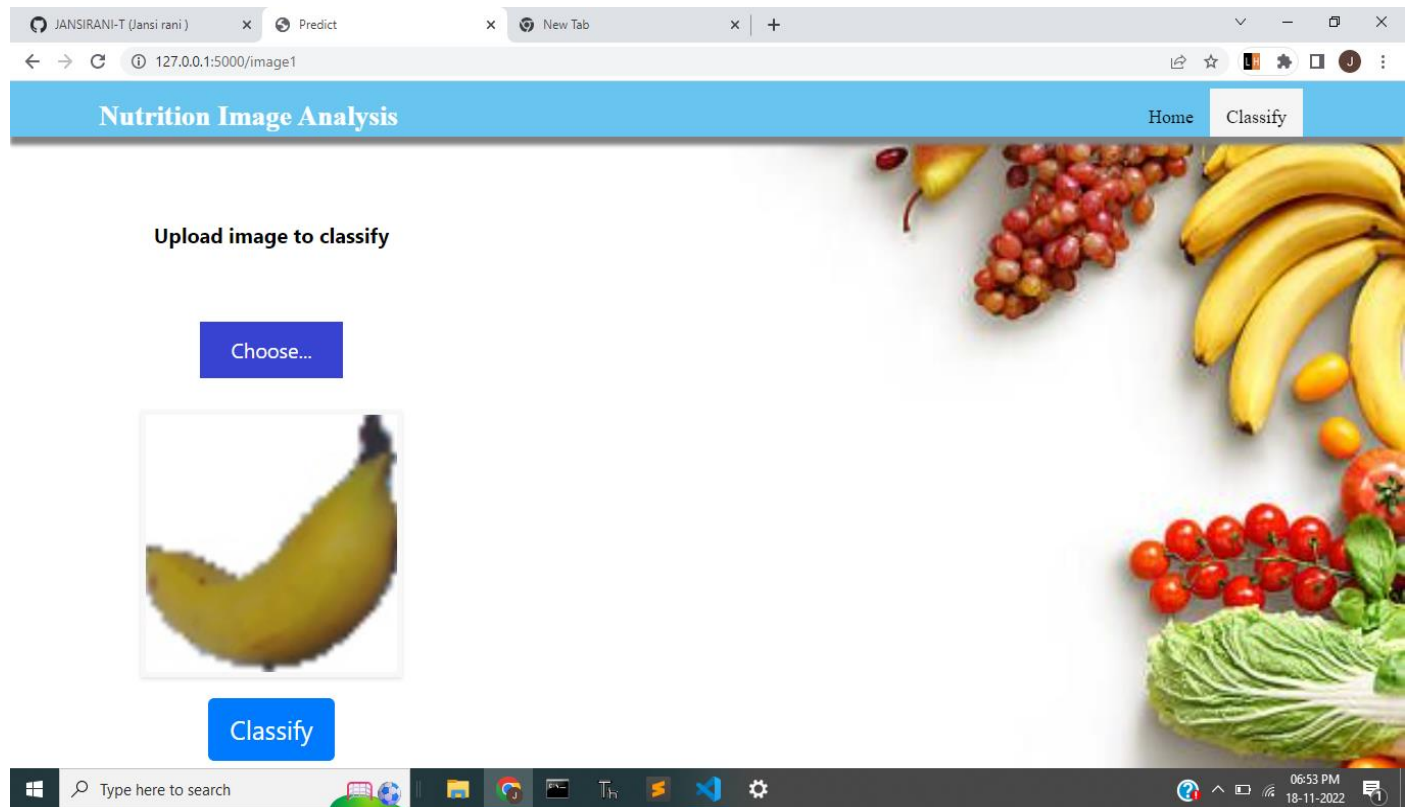 JANSIRANI-T (Jansi rani )
Predict
New Tab
127.0.0.1:5000/image1
J
Nutrition Image Analysis
Home
Classify
Upload image to classify
Choose...
Classify
Type here to search
06:53 PM
18-11-2022
1